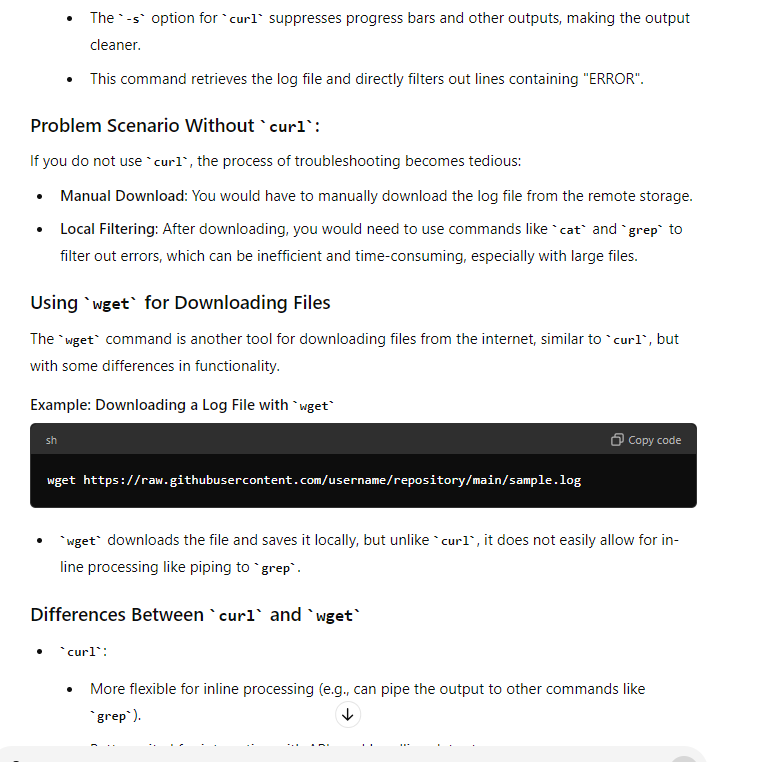 The `-s` option for `curl` suppresses progress bars and other outputs, making the output
cleaner.
This command retrieves the log file and directly filters out lines containing "ERROR".
Problem Scenario Without `curl`:
If you do not use `curl`, the process of troubleshooting becomes tedious:
Manual Download: You would have to manually download the log file from the remote storage.
Local Filtering: After downloading, you would need to use commands like `cat` and `grep` to
filter out errors, which can be inefficient and time-consuming, especially with large files.
Using `wget` for Downloading Files
The `wget` command is another tool for downloading files from the internet, similar to `curl`, but
with some differences in functionality.
Example: Downloading a Log File with `wget`
sh Copy code
wget https://raw.githubusercontent.com/username/repository/main/sample.log
`wget` downloads the file and saves it locally, but unlike `curl`, it does not easily allow for in-
line processing like piping to `grep`.
Differences Between `curl` and `wget`
`curl`:
More flexible for inline processing (e.g., can pipe the output to other commands like
`grep`).